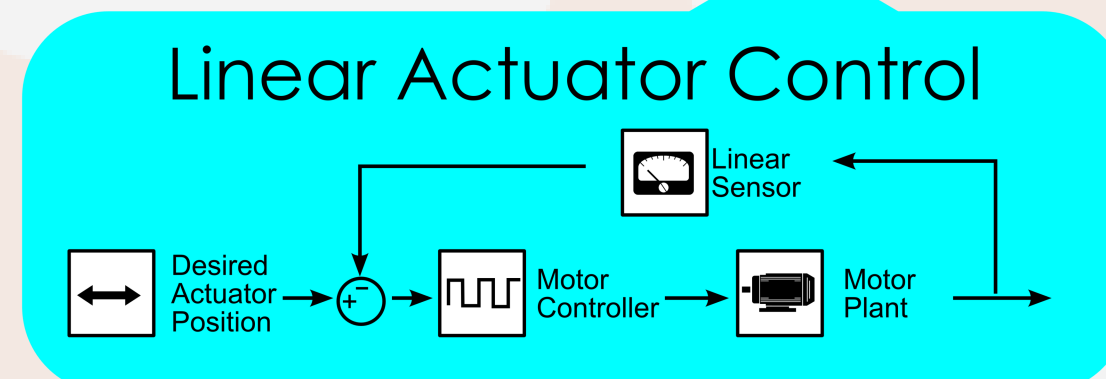 Linear Actuator Control
Linear
Sensor
Desired
Actuator
Position
+
−
Motor
Controller
Motor
Plant